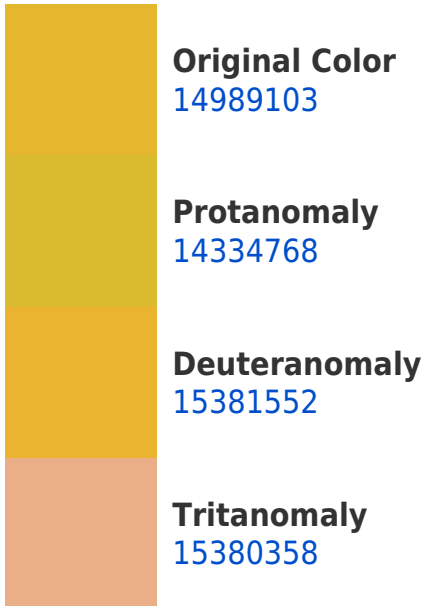 Original Color
14989103
Protanomaly
14334768
Deuteranomaly
15381552
Tritanomaly
15380358